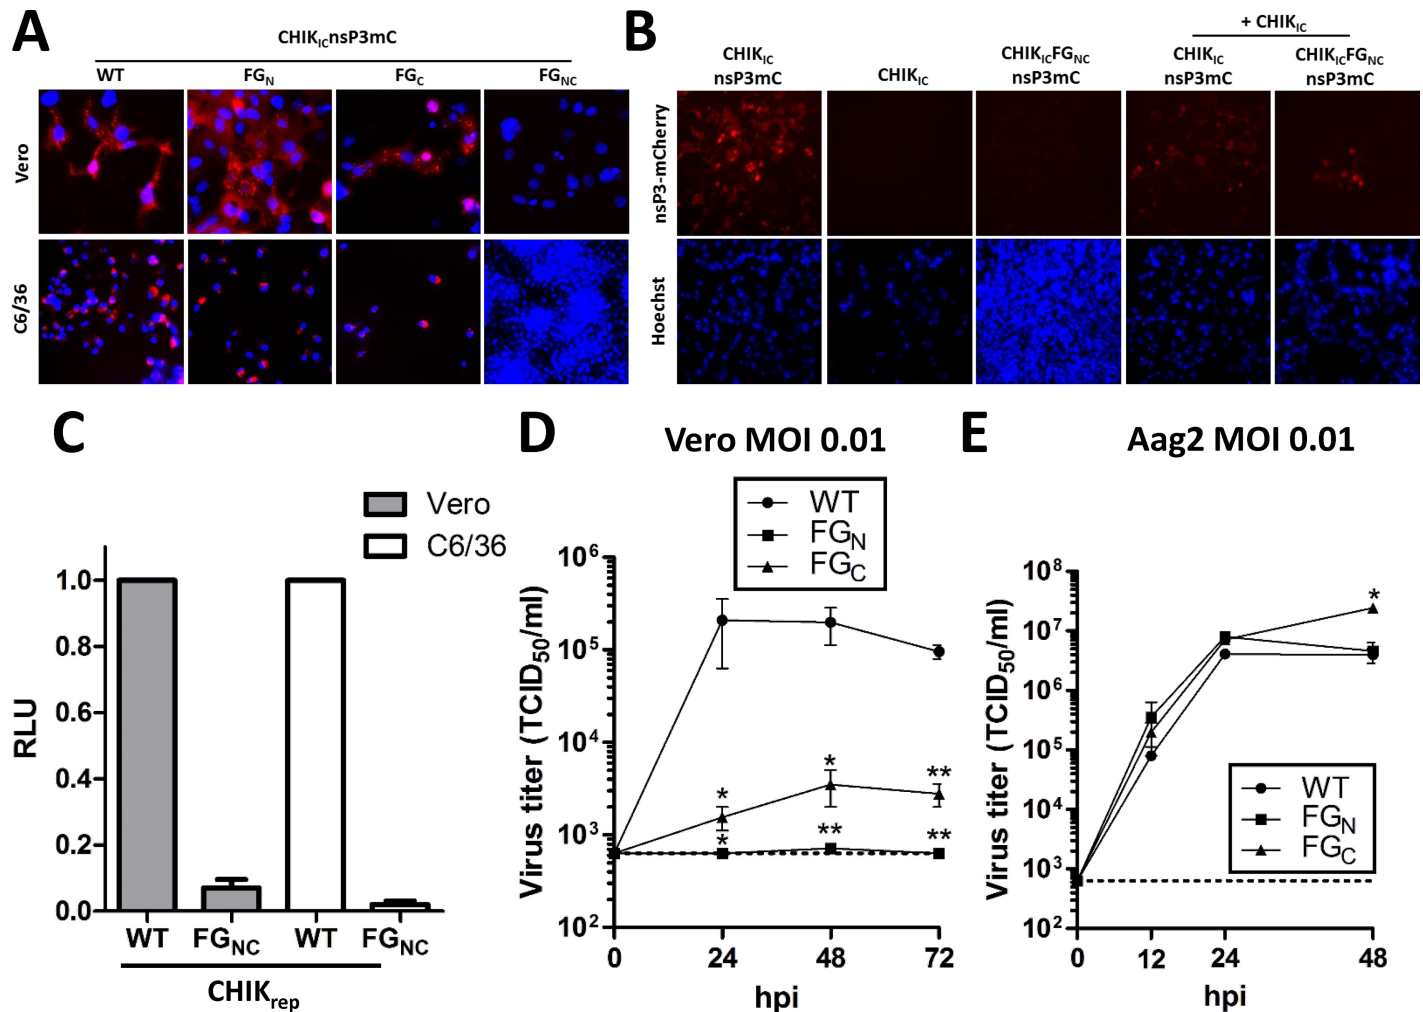 A
CHIKICnsP3mC
WT FGN FGC FGNC
Vero
C6/36
B
+ CHIKIC
CHIKIC nsP3mC
CHIKIC
CHIKICFGNC nsP3mC
CHIKIC nsP3mC
CHIKICFGNC nsP3mC
nsP3-mCherry
Hoechst
C
Vero
C6/36
RLU
1.0
0.8
0.6
0.4
0.2
0.0
WT FGNC WT FGNC
CHIKrep
D
Vero MOI 0.01
WT
FGN
FGC
Virus titer (TCID50/ml)
10^6
10^5
10^4
10^3
10^2
* * **
* ** **
0 24 48 72
hpi
E
Aag2 MOI 0.01
Virus titer (TCID50/ml)
10^8
10^7
10^6
10^5
10^4
10^3
10^2
*
WT
FGN
FGC
0 12 24 48
hpi